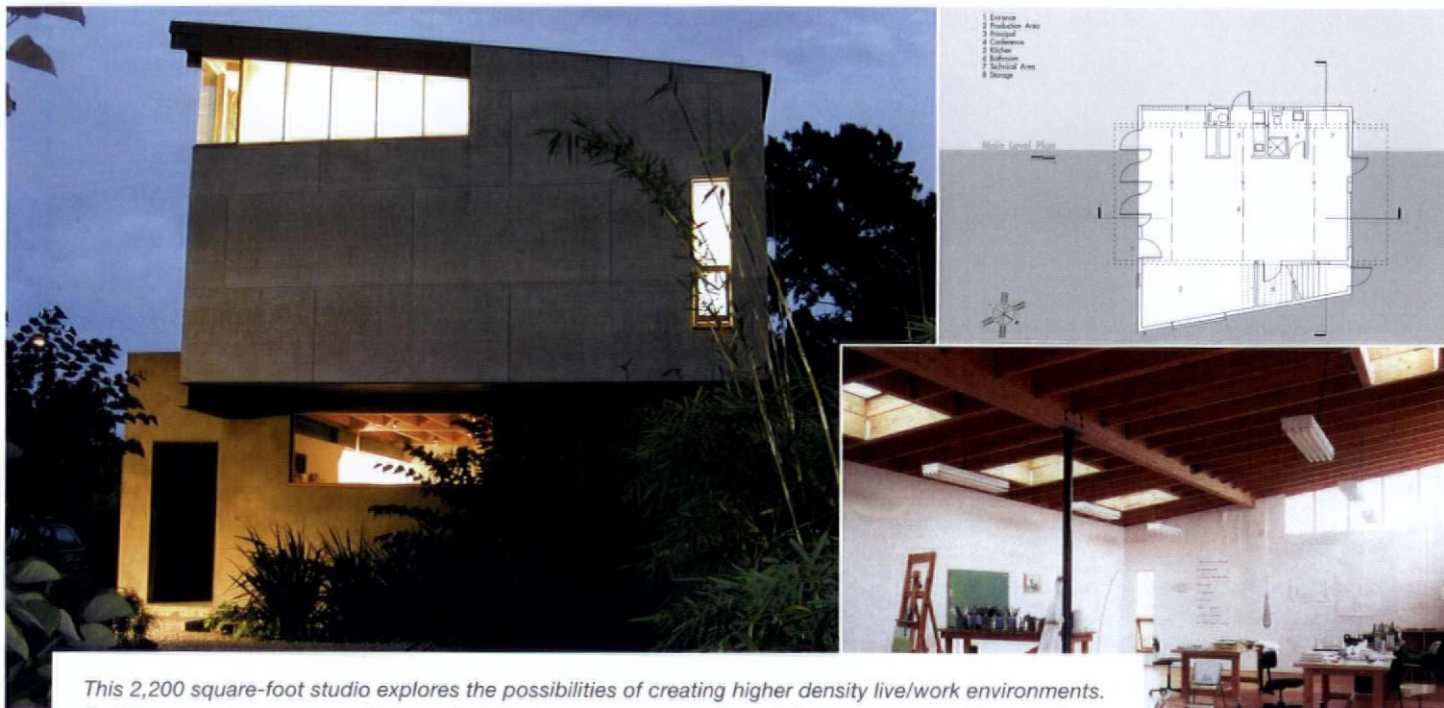 1 Entrance
2 Production Area
3 Principal
4 Conference
5 Kitchen
6 Bathroom
7 Technical Area
8 Storage
Main Level Plan
This 2,200 square-foot studio explores the possibilities of creating higher density live/work environments.